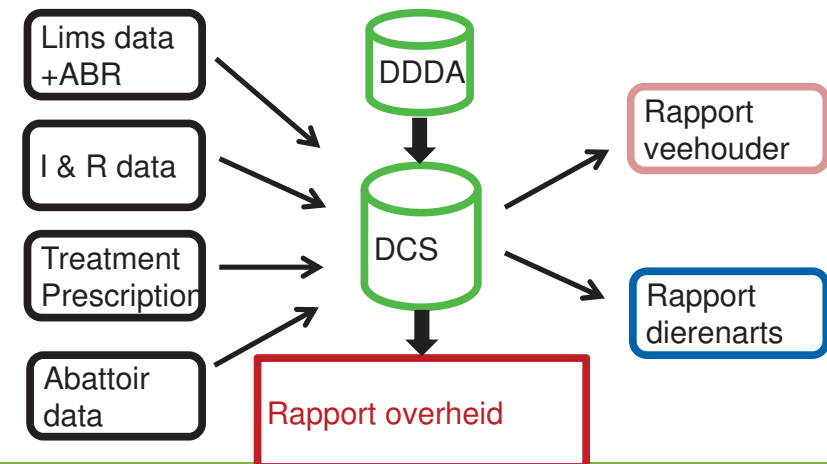 Lims data
+ABR
I & R data
Treatment
Prescription
Abattoir
data
DDDA
DCS
Rapport overheid
Rapport
veehouder
Rapport
dierenarts